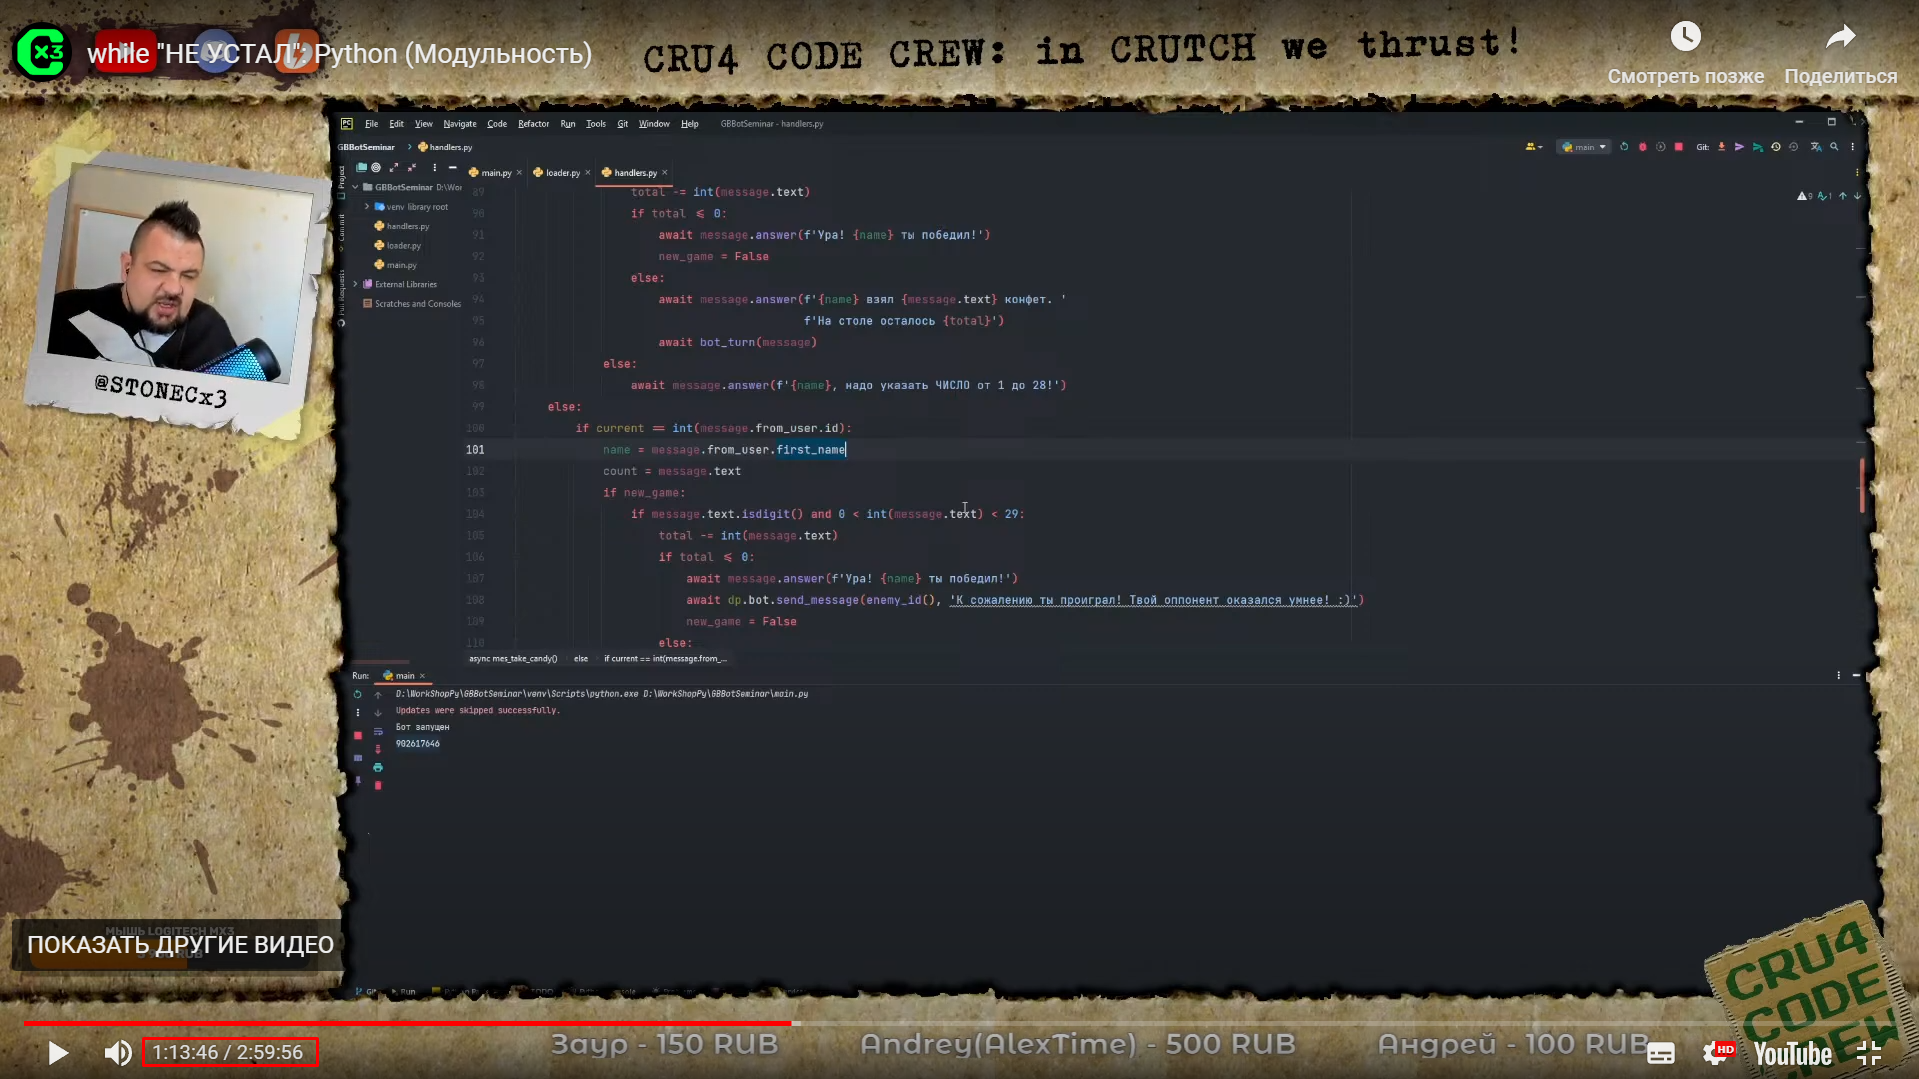 while "НЕ УСТАЛ": Python (Модульность)
CRU4 CODE CREW: in CRUTCH we thrust!
Смотреть позже
Поделиться
File Edit View Navigate Code Refactor Run Tools Git Window Help GBBotSeminar - handlers.py
GBBotSeminar > handlers.py
main
Git:
Project
main.py
loader.py
handlers.py
GBBotSeminar D:\Wor
venv library root
handlers.py
loader.py
main.py
External Libraries
Scratches and Consoles
Commit
Pull Requests
89 total -= int(message.text)
90 if total ≤ 0:
91 await message.answer(f'Ура! {name} ты победил!')
92 new_game = False
93 else:
94 await message.answer(f'{name} взял {message.text} конфет. '
95 f'На столе осталось {total}')
96 await bot_turn(message)
97 else:
98 await message.answer(f'{name}, надо указать ЧИСЛО от 1 до 28!')
99 else:
100 if current == int(message.from_user.id):
101 name = message.from_user.first_name
102 count = message.text
103 if new_game:
104 if message.text.isdigit() and 0 < int(message.text) < 29:
105 total -= int(message.text)
106 if total ≤ 0:
107 await message.answer(f'Ура! {name} ты победил!')
108 await dp.bot.send_message(enemy_id(), 'К сожалению ты проиграл! Твой оппонент оказался умнее! :)')
109 new_game = False
110 else:
async mes_take_candy() else if current == int(message.from_...
Run: main
D:\WorkShopPy\GBBotSeminar\venv\Scripts\python.exe D:\WorkShopPy\GBBotSeminar\main.py
Updates were skipped successfully.
Бот запущен
902617646
@STONECx3
МЫШЬ LOGITECH MX3
ПОКАЗАТЬ ДРУГИЕ ВИДЕО
Заур - 150 RUB
Andrey(AlexTime) - 500 RUB
Андрей - 100 RUB
1:13:46 / 2:59:56
HD
YouTube
CRU4
CODE
CREW